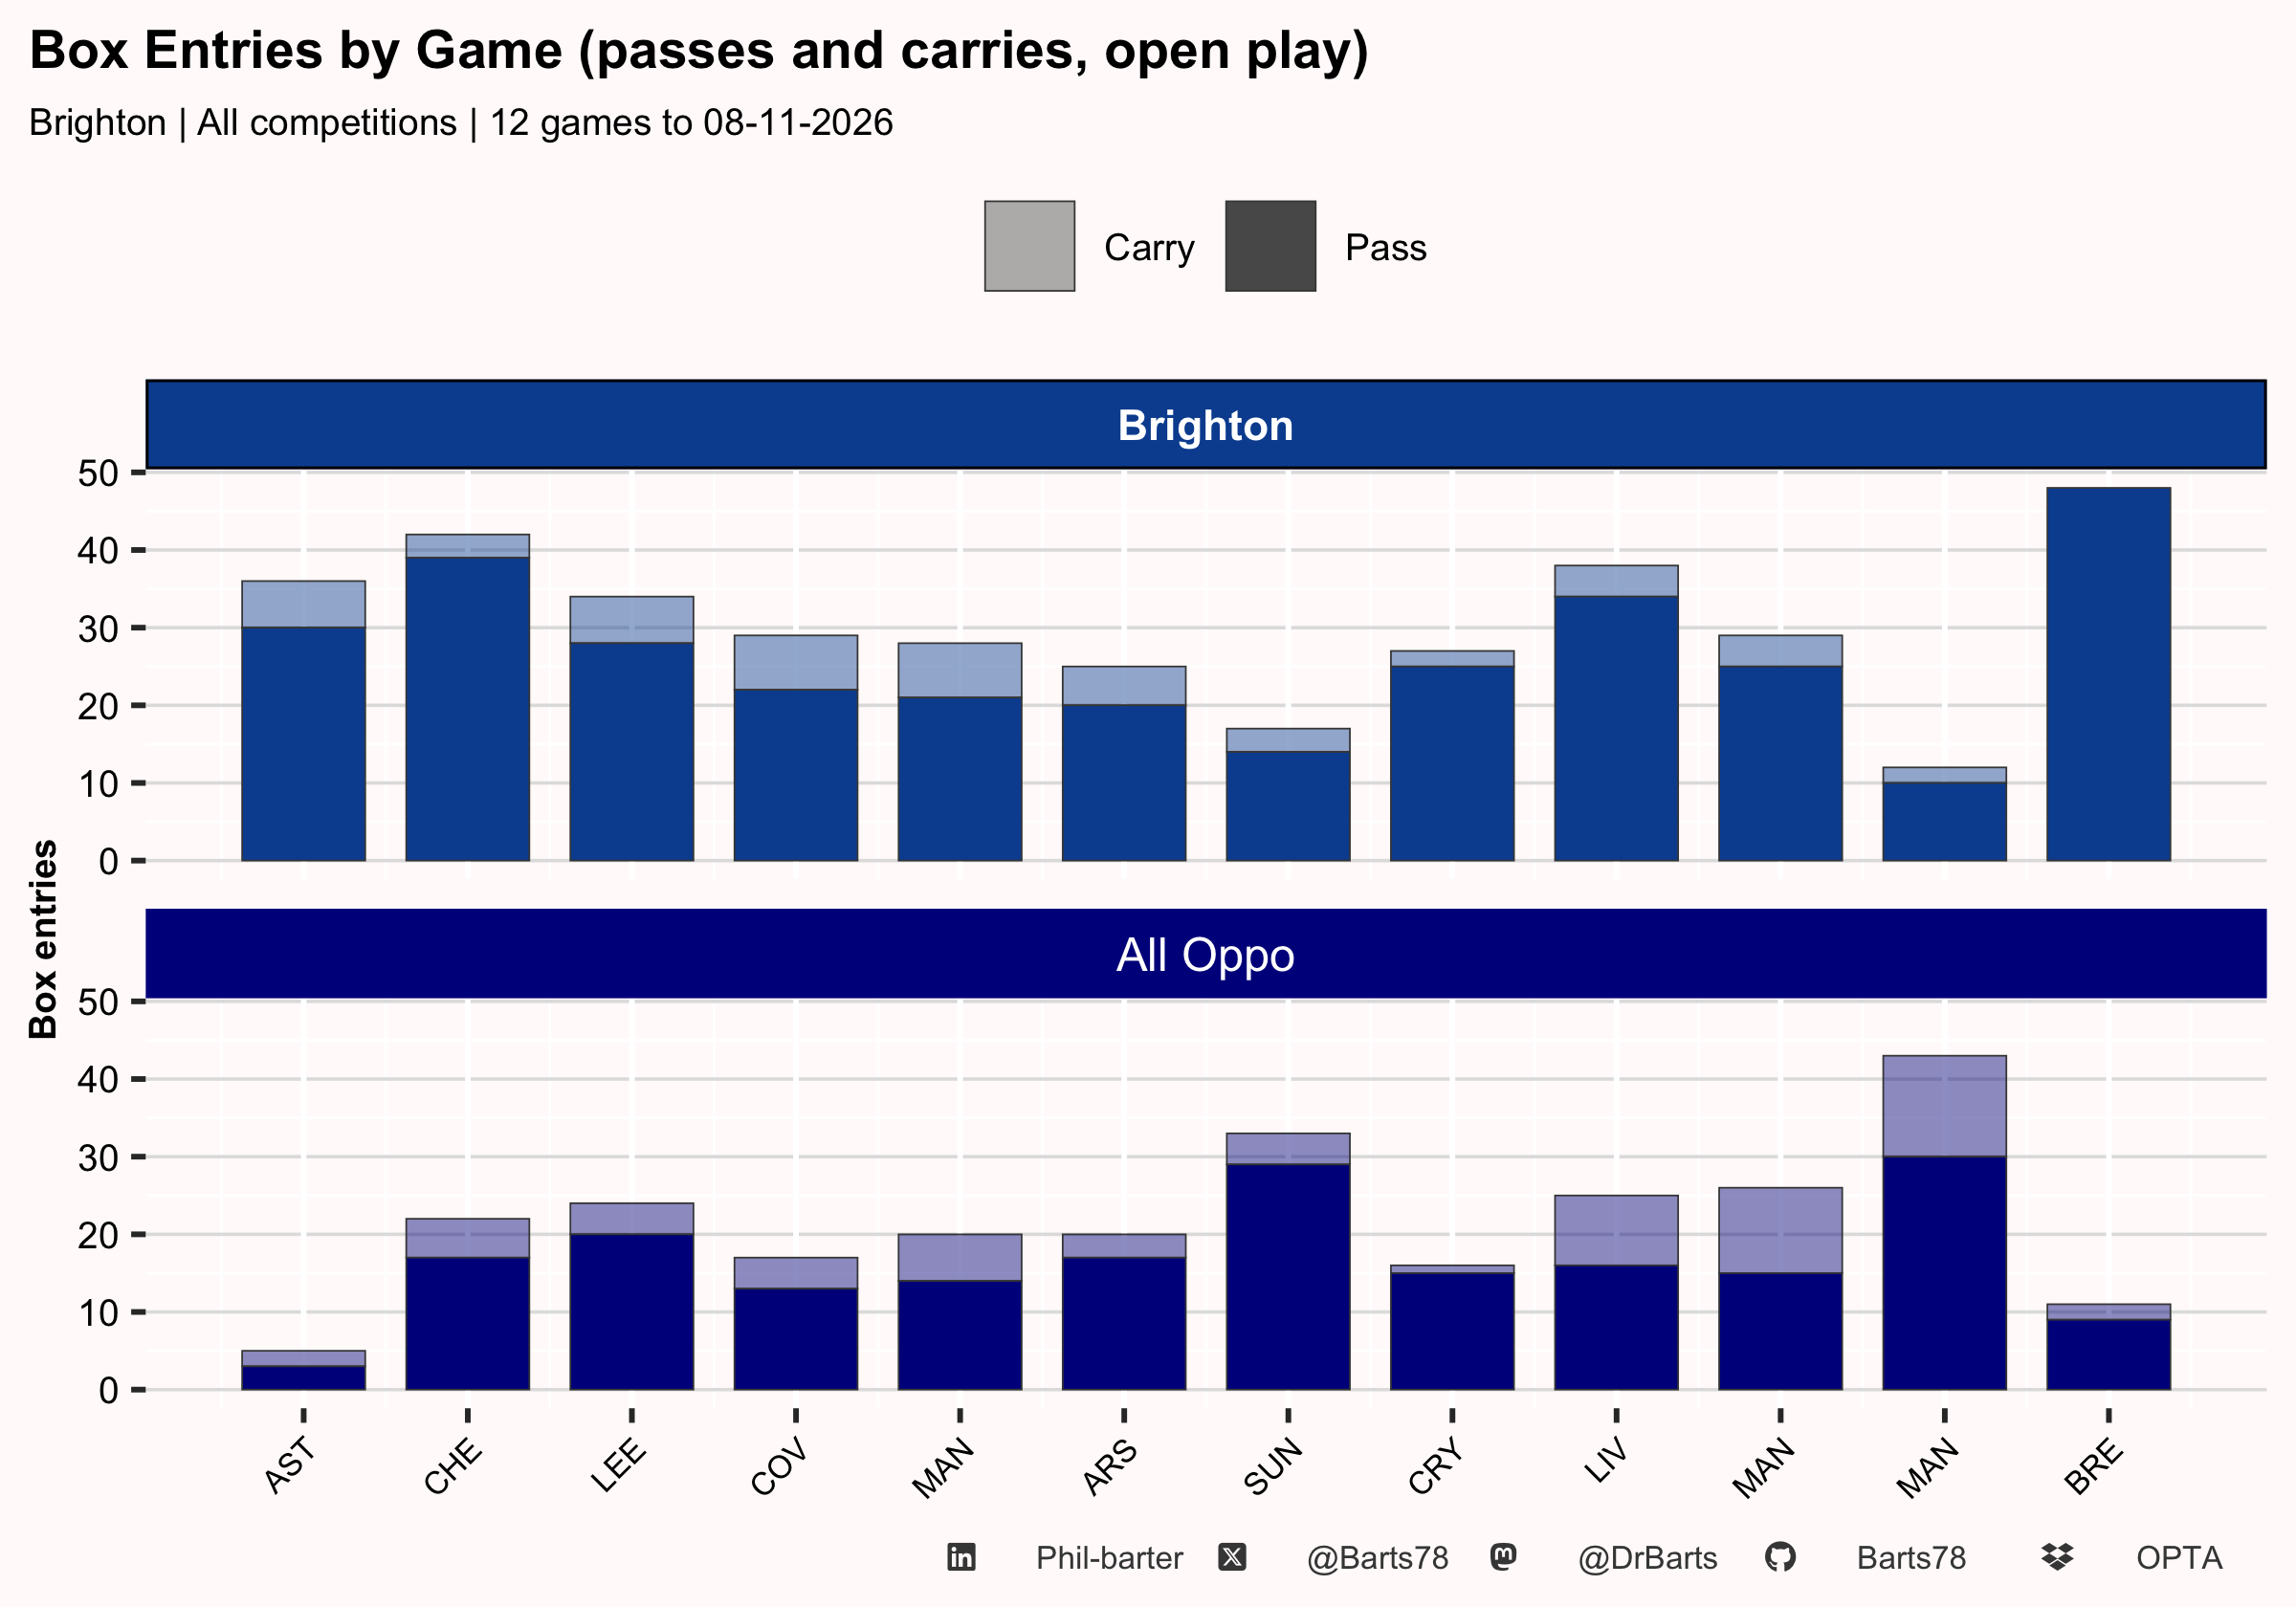 Box Entries by Game (passes and carries, open play)
Brighton | All competitions | 12 games to 08-11-2026
Carry Pass
Brighton
50
40
30
20
10
0
Box entries
All Oppo
50
40
30
20
10
0
AST CHE LEE COV MAN ARS SUN CRY LIV MAN MAN BRE
Phil-barter @Barts78 @DrBarts Barts78 OPTA